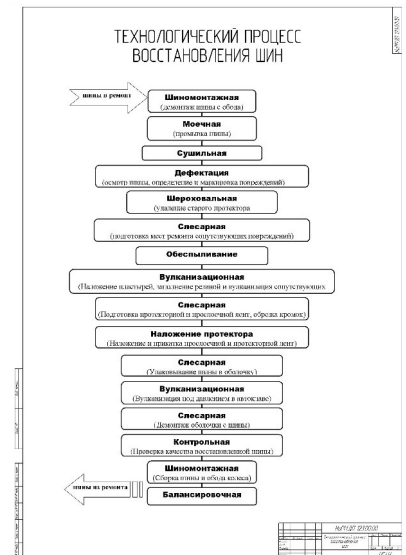 ТЕХНОЛОГИЧЕСКИЙ ПРОЦЕСС
ВОССТАНОВЛЕНИЯ ШИН
шины в ремонт
Шиномонтажная
(демонтаж шины с обода)
Моечная
(промывка шины)
Сушильная
Дефектация
(осмотр шины, определение и маркировка повреждений)
Шероховальная
(удаление старого протектора
Слесарная
(подготовка мест ремонта сопутствующих повреждений)
Обеспыливание
Вулканизационная
(Наложение пластырей, заполнение резиной и вулканизация сопутствующих
Слесарная
(Подготовка протекторной и прослоечной лент, обрезка кромок)
Наложение протектора
(Наложение и прикатка прослоечной и протекторной лент)
Слесарная
(Упаковывание шины в оболочку)
Вулканизационная
(Вулканизация под давлением в автоклаве)
Слесарная
(Демонтаж оболочки с шины)
Контрольная
(Проверка качества восстановленной шины)
Шиномонтажная
(Сборка шины и обода колеса)
шины из ремонта
Балансировочная